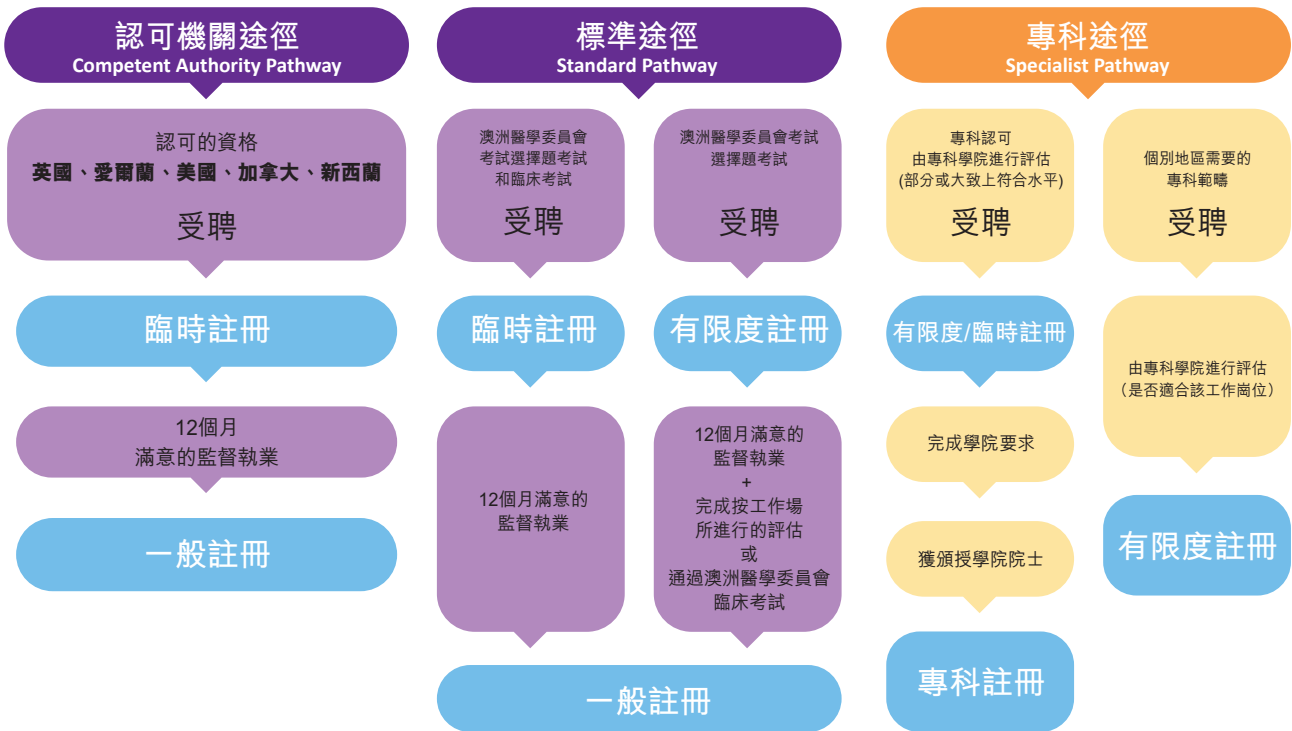 認可機關途徑
Competent Authority Pathway
認可的資格
英國、愛爾蘭、美國、加拿大、新西蘭
受聘
臨時註冊
12個月
滿意的監督執業
一般註冊
標準途徑
Standard Pathway
澳洲醫學委員會
考試選擇題考試
和臨床考試
受聘
臨時註冊
12個月滿意的
監督執業
澳洲醫學委員會考試
選擇題考試
受聘
有限度註冊
12個月滿意的
監督執業
+
完成按工作場
所進行的評估
或
通過澳洲醫學委員會
臨床考試
一般註冊
專科途徑
Specialist Pathway
專科認可
由專科學院進行評估
(部分或大致上符合水平)
受聘
有限度/臨時註冊
完成學院要求
獲頒授學院院士
專科註冊
個別地區需要的
專科範疇
受聘
由專科學院進行評估
（是否適合該工作崗位）
有限度註冊